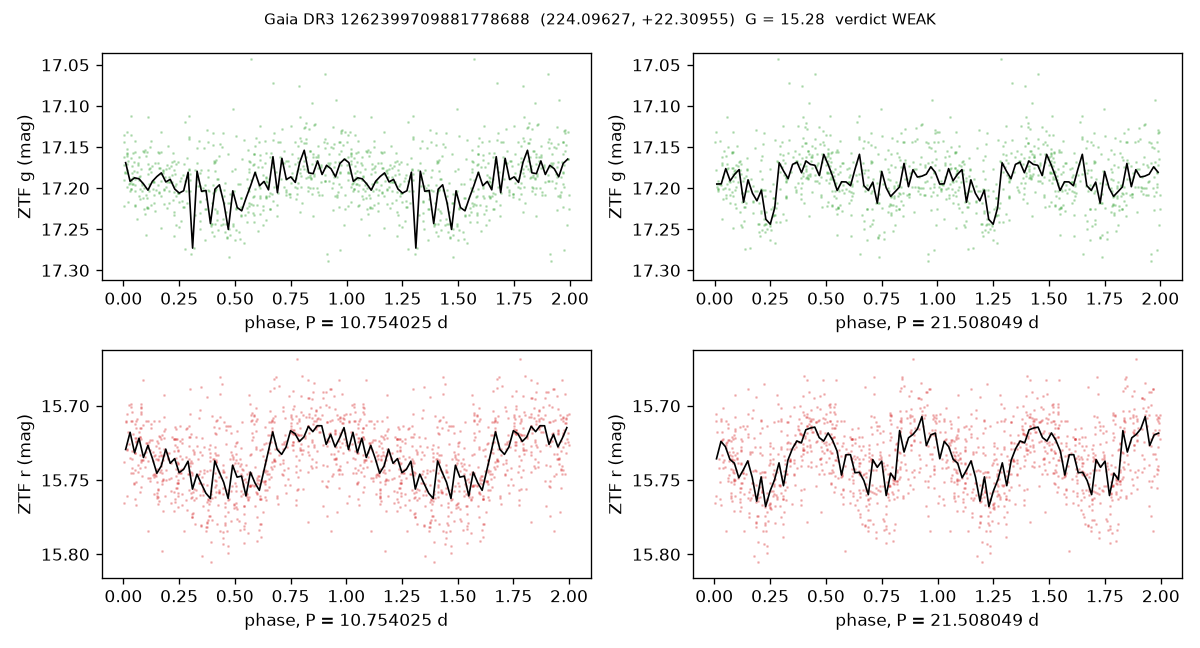 Gaia DR3 1262399709881778688  (224.09627, +22.30955)  G = 15.28  verdict WEAK
ZTF g (mag)
17.05
17.10
17.15
17.20
17.25
17.30
0.00 0.25 0.50 0.75 1.00 1.25 1.50 1.75 2.00
phase, P = 10.754025 d
ZTF g (mag)
17.05
17.10
17.15
17.20
17.25
17.30
0.00 0.25 0.50 0.75 1.00 1.25 1.50 1.75 2.00
phase, P = 21.508049 d
ZTF r (mag)
15.70
15.75
15.80
0.00 0.25 0.50 0.75 1.00 1.25 1.50 1.75 2.00
phase, P = 10.754025 d
ZTF r (mag)
15.70
15.75
15.80
0.00 0.25 0.50 0.75 1.00 1.25 1.50 1.75 2.00
phase, P = 21.508049 d